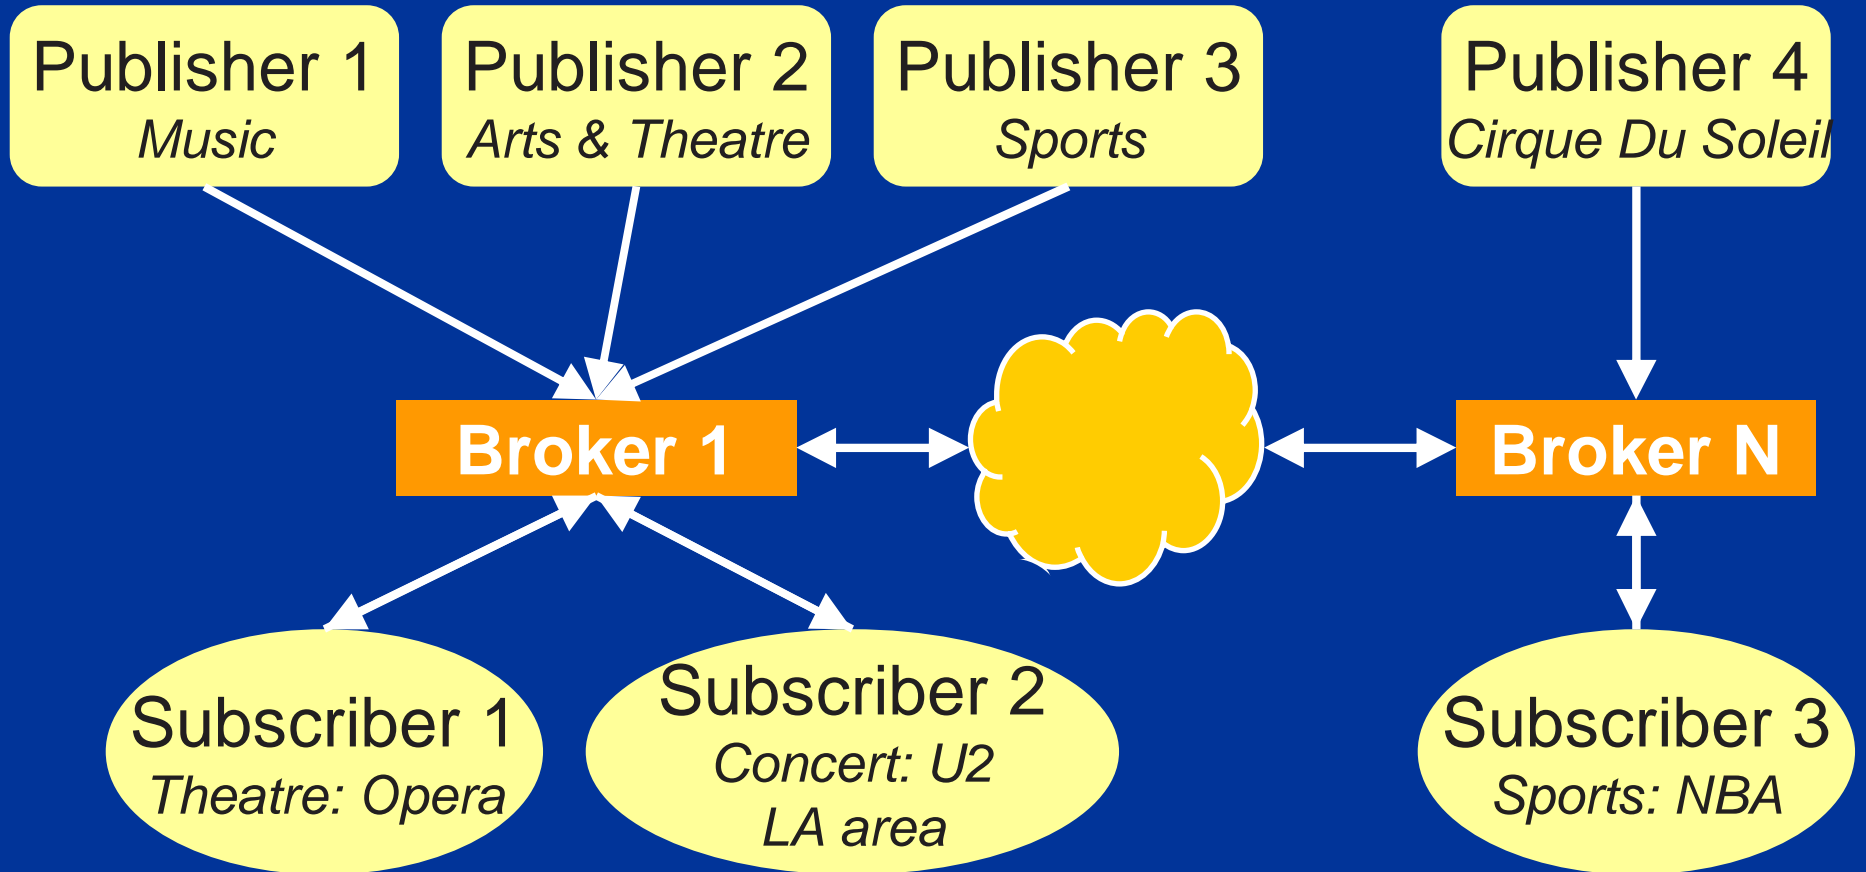 Publisher 1
Music
Publisher 2
Arts & Theatre
Publisher 3
Sports
Publisher 4
Cirque Du Soleil
Broker 1
Broker N
Subscriber 1
Theatre: Opera
Subscriber 2
Concert: U2
LA area
Subscriber 3
Sports: NBA